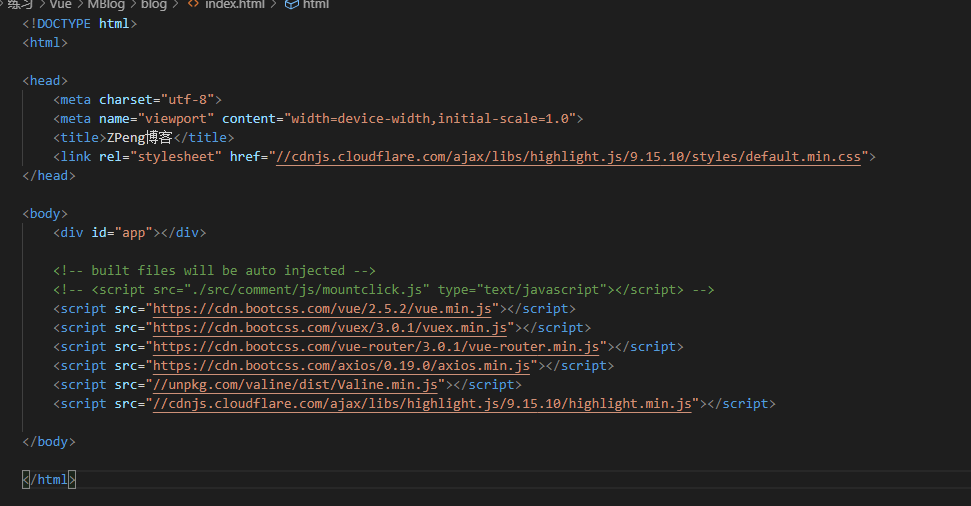 练习 > Vue > MBlog > blog > <> index.html > html
<!DOCTYPE html>
<html>
<head>
<meta charset="utf-8">
<meta name="viewport" content="width=device-width,initial-scale=1.0">
<title>ZPeng博客</title>
<link rel="stylesheet" href="//cdnjs.cloudflare.com/ajax/libs/highlight.js/9.15.10/styles/default.min.css">
</head>
<body>
<div id="app"></div>
<!-- built files will be auto injected -->
<!-- <script src="./src/comment/js/mountclick.js" type="text/javascript"></script> -->
<script src="https://cdn.bootcss.com/vue/2.5.2/vue.min.js"></script>
<script src="https://cdn.bootcss.com/vuex/3.0.1/vuex.min.js"></script>
<script src="https://cdn.bootcss.com/vue-router/3.0.1/vue-router.min.js"></script>
<script src="https://cdn.bootcss.com/axios/0.19.0/axios.min.js"></script>
<script src="//unpkg.com/valine/dist/Valine.min.js"></script>
<script src="//cdnjs.cloudflare.com/ajax/libs/highlight.js/9.15.10/highlight.min.js"></script>
</body>
</html>